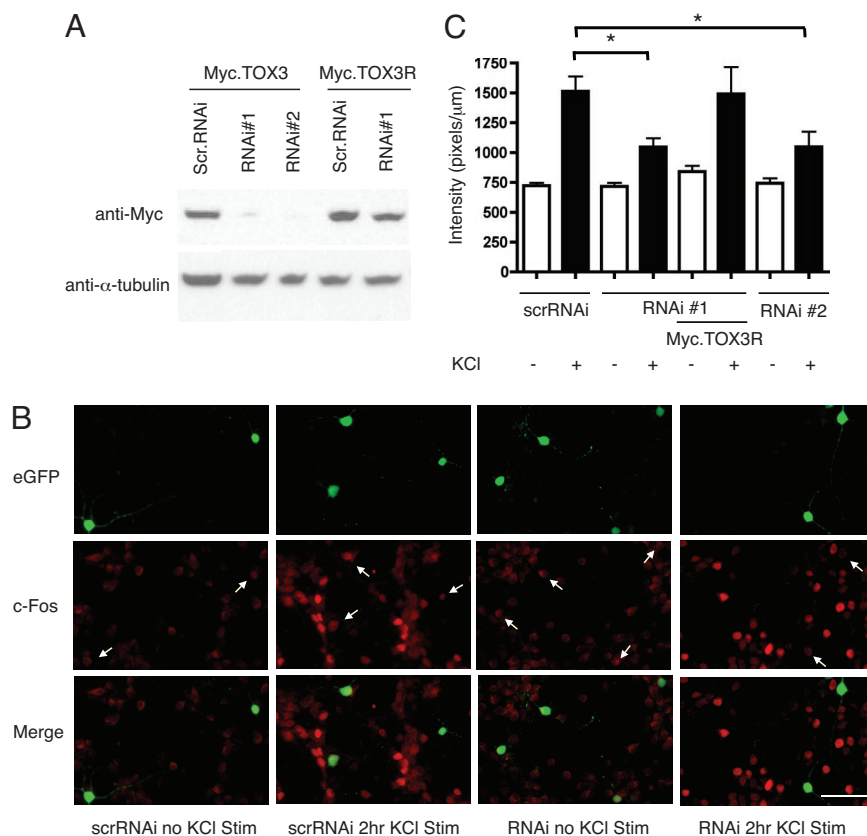 A
Myc.TOX3
Myc.TOX3R
Scr.RNAi
RNAi#1
RNAi#2
Scr.RNAi
RNAi#1
anti-Myc
anti-α-tubulin
C
*
*
Intensity (pixels/μm)
1750
1500
1250
1000
750
500
250
0
scrRNAi
RNAi #1
RNAi #2
Myc.TOX3R
KCl - + - + - + - +
B
eGFP
c-Fos
Merge
scrRNAi no KCl Stim
scrRNAi 2hr KCl Stim
RNAi no KCl Stim
RNAi 2hr KCl Stim